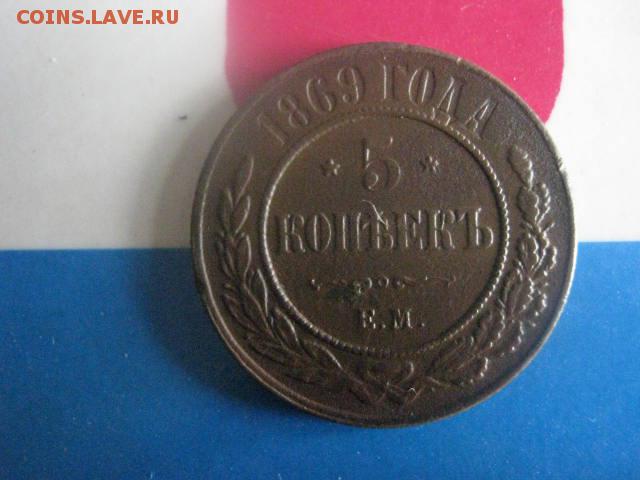 COINS.LAVE.RU
1869 ГОДА
* 5 *
КОПѢЕКЪ
Е.М.